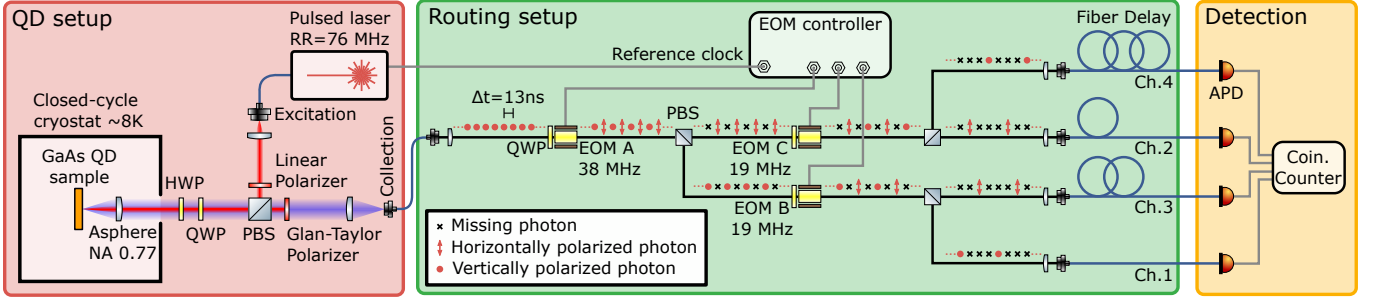 QD setup
Pulsed laser
RR=76 MHz
Closed-cycle
cryostat ~8K
Excitation
GaAs QD
sample
Linear
Polarizer
HWP
Asphere
NA 0.77
QWP
PBS
Glan-Taylor
Polarizer
Collection
Routing setup
EOM controller
Reference clock
Δt=13ns
QWP
EOM A
38 MHz
PBS
EOM C
19 MHz
EOM B
19 MHz
Fiber Delay
Ch.4
Ch.2
Ch.3
Ch.1
Missing photon
Horizontally polarized photon
Vertically polarized photon
Detection
APD
Coin.
Counter